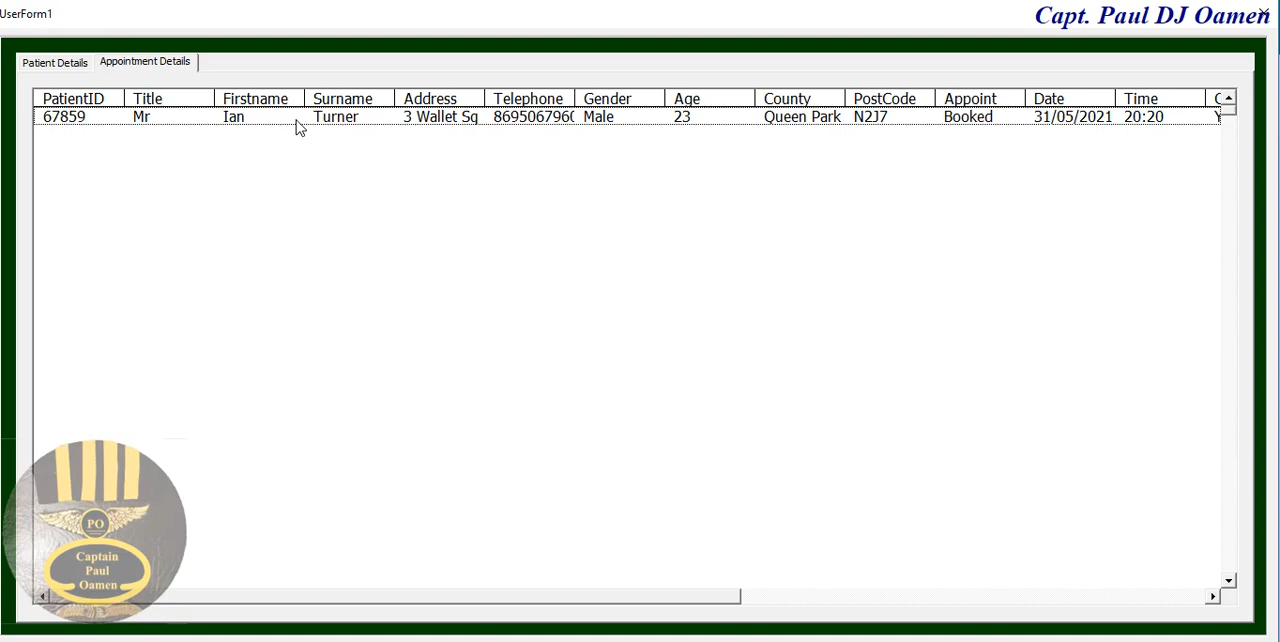 UserForm1
Capt. Paul DJ Oamen
Patient Details Appointment Details
PatientID Title Firstname Surname Address Telephone Gender Age County PostCode Appoint Date Time
67859 Mr Ian Turner 3 Wallet Sq 869506796 Male 23 Queen Park N2J7 Booked 31/05/2021 20:20
PO
Captain
Paul
Oamen